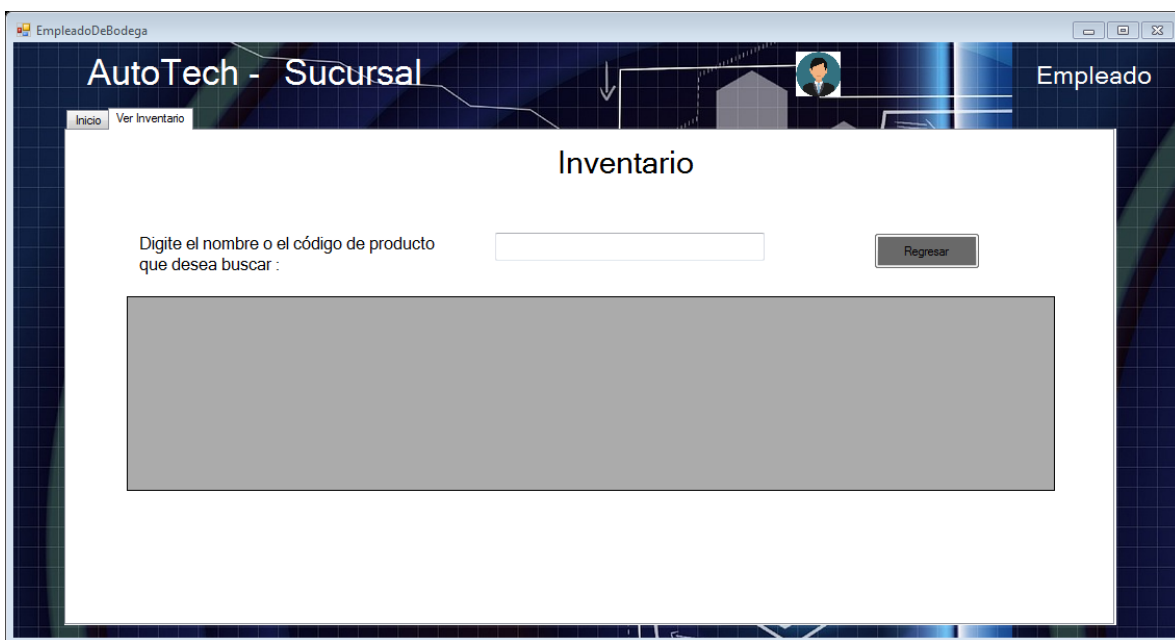 EmpleadoDeBodega
AutoTech - Sucursal
Empleado
Inicio
Ver Inventario
Inventario
Digite el nombre o el código de producto
que desea buscar :
Regresar